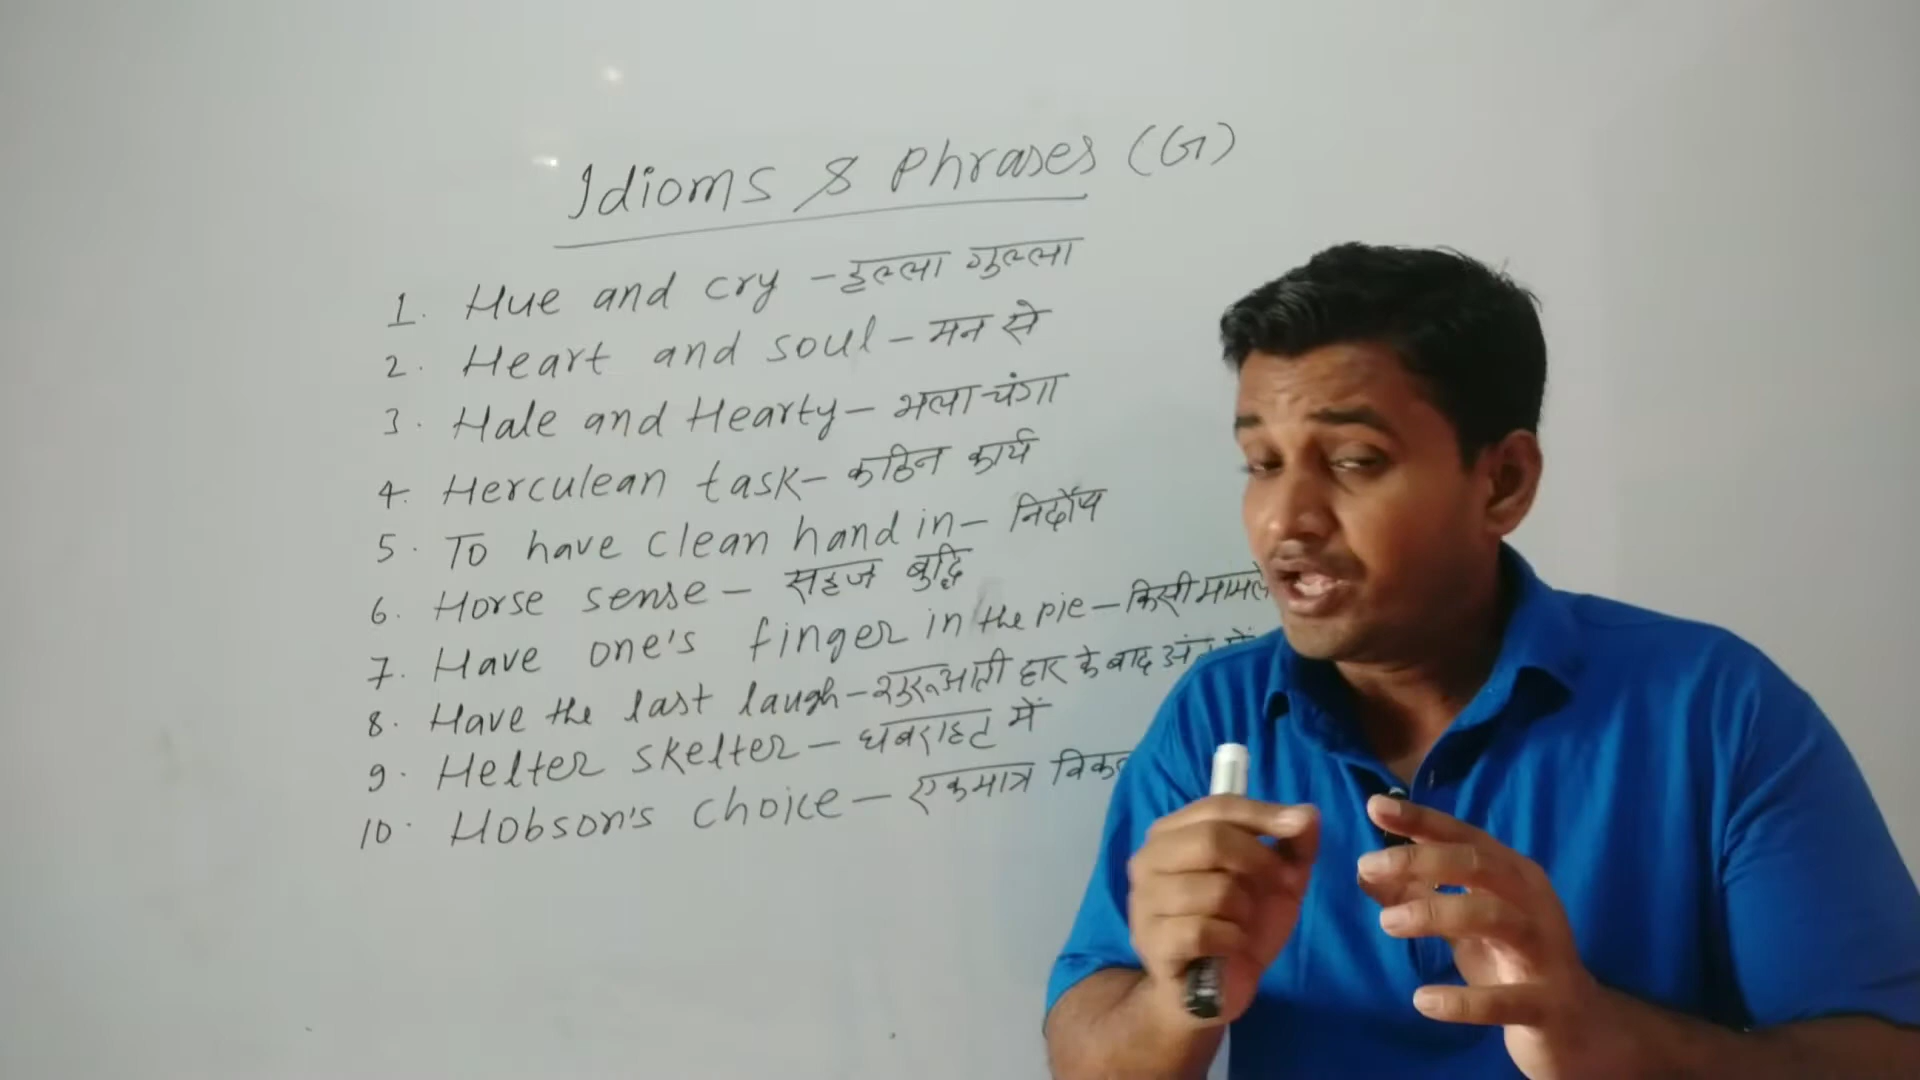 Idioms & Phrases (G)
1. Hue and cry - हल्ला गुल्ला
2. Heart and soul - मन से
3. Hale and Hearty - भला-चंगा
4. Herculean task - कठिन कार्य
5. To have clean hand in - निर्दोष
6. Horse sense - सहज बुद्धि
7. Have one's finger in the pie - किसी मामले
8. Have the last laugh - शुरूआती हार के बाद
9. Helter skelter - घबराहट में
10. Hobson's choice - एकमात्र